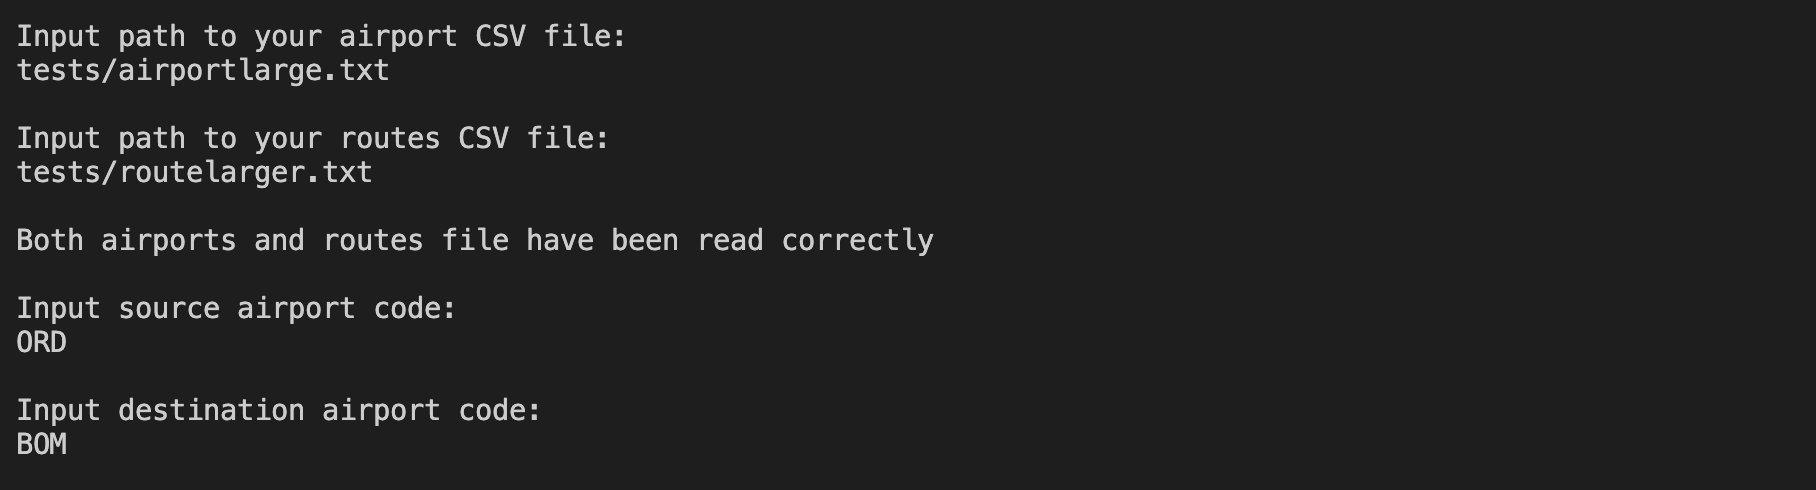 Input path to your airport CSV file:
tests/airportlarge.txt
Input path to your routes CSV file:
tests/routelarger.txt
Both airports and routes file have been read correctly
Input source airport code:
ORD
Input destination airport code:
BOM